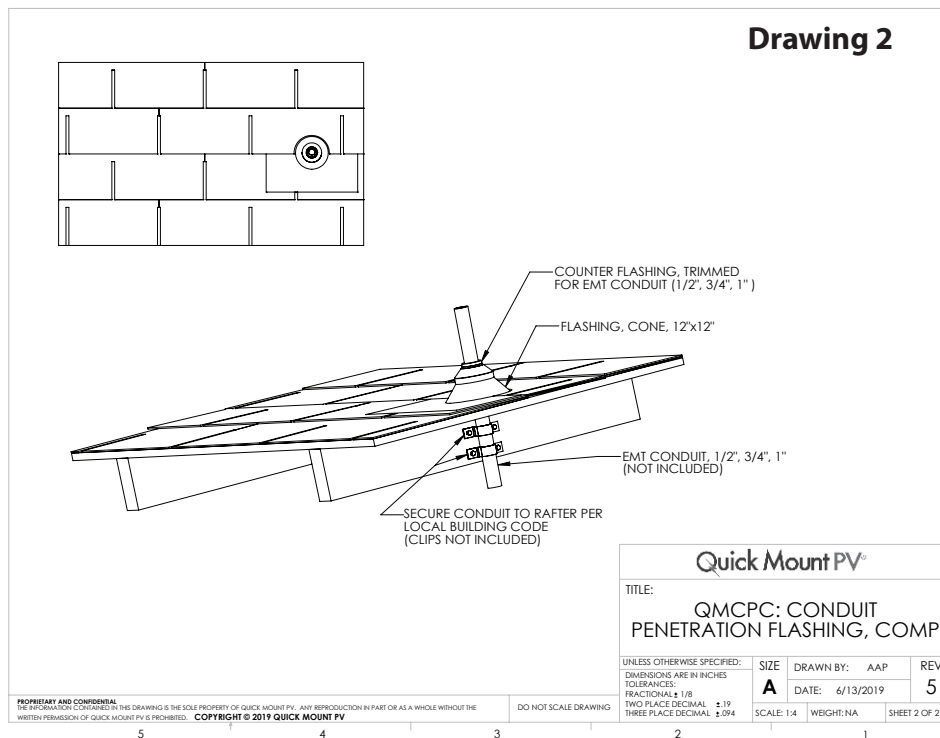 Drawing 2
COUNTER FLASHING, TRIMMED
FOR EMT CONDUIT (1/2", 3/4", 1" )
FLASHING, CONE, 12"x12"
EMT CONDUIT, 1/2", 3/4", 1"
(NOT INCLUDED)
SECURE CONDUIT TO RAFTER PER
LOCAL BUILDING CODE
(CLIPS NOT INCLUDED)
Quick Mount PV
TITLE:
QMCPC: CONDUIT
PENETRATION FLASHING, COMP
UNLESS OTHERWISE SPECIFIED:
DIMENSIONS ARE IN INCHES
TOLERANCES:
FRACTIONAL ± 1/8
TWO PLACE DECIMAL ±.19
THREE PLACE DECIMAL ±.094
SIZE
A
DRAWN BY: AAP
DATE: 6/13/2019
REV
5
SCALE: 1:4
WEIGHT: NA
SHEET 2 OF 2
DO NOT SCALE DRAWING
PROPRIETARY AND CONFIDENTIAL
THE INFORMATION CONTAINED IN THIS DRAWING IS THE SOLE PROPERTY OF QUICK MOUNT PV. ANY REPRODUCTION IN PART OR AS A WHOLE WITHOUT THE
WRITTEN PERMISSION OF QUICK MOUNT PV IS PROHIBITED. COPYRIGHT © 2019 QUICK MOUNT PV
5 4 3 2 1